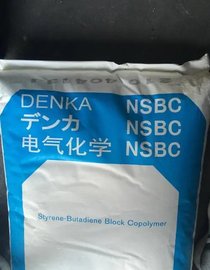 DENKA NSBC
デンカ NSBC
电气化学 NSBC
Styrene-Butadiene Block Copolymer